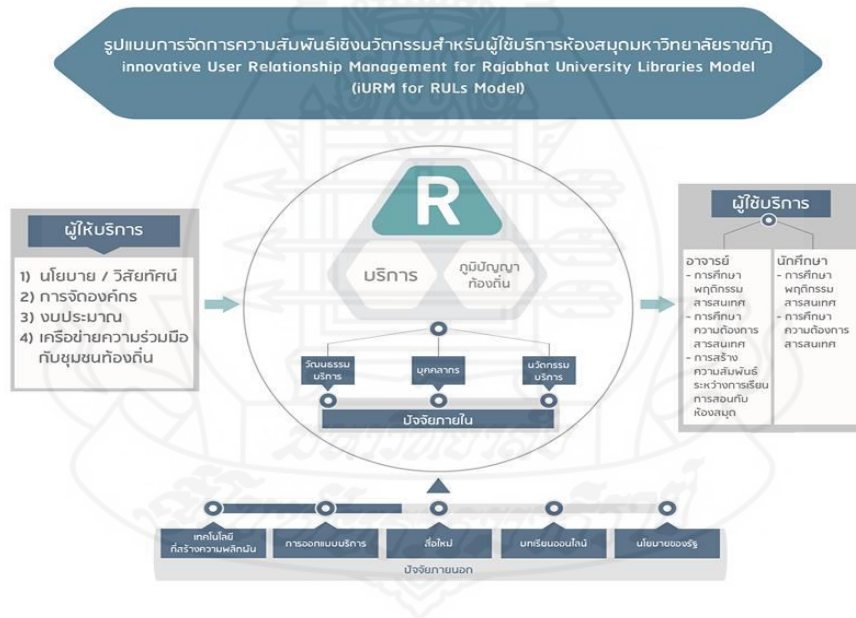 รูปแบบการจัดการความสัมพันธ์เชิงนวัตกรรมสำหรับผู้ใช้บริการห้องสมุดมหาวิทยาลัยราชภัฏ
innovative User Relationship Management for Rajabhat University Libraries Model
(iURM for RULs Model)
ผู้ให้บริการ
1) นโยบาย / วิสัยทัศน์
2) การจัดองค์กร
3) งบประมาณ
4) เครือข่ายความร่วมมือ
กับชุมชนท้องถิ่น
R
บริการ
ภูมิปัญญา
ท้องถิ่น
วัฒนธรรม
บริการ
บุคคลากร
นวัตกรรม
บริการ
ปัจจัยภายใน
ผู้ใช้บริการ
อาจารย์
- การศึกษา
พฤติกรรม
สารสนเทศ
- การศึกษา
ความต้องการ
สารสนเทศ
- การสร้าง
ความสัมพันธ์
ระหว่างการเรียน
การสอนกับ
ห้องสมุด
นักศึกษา
- การศึกษา
พฤติกรรม
สารสนเทศ
- การศึกษา
ความต้องการ
สารสนเทศ
เทคโนโลยี
ที่สร้างความพลิกผัน
การออกแบบบริการ
สื่อใหม่
บทเรียนออนไลน์
นโยบายของรัฐ
ปัจจัยภายนอก